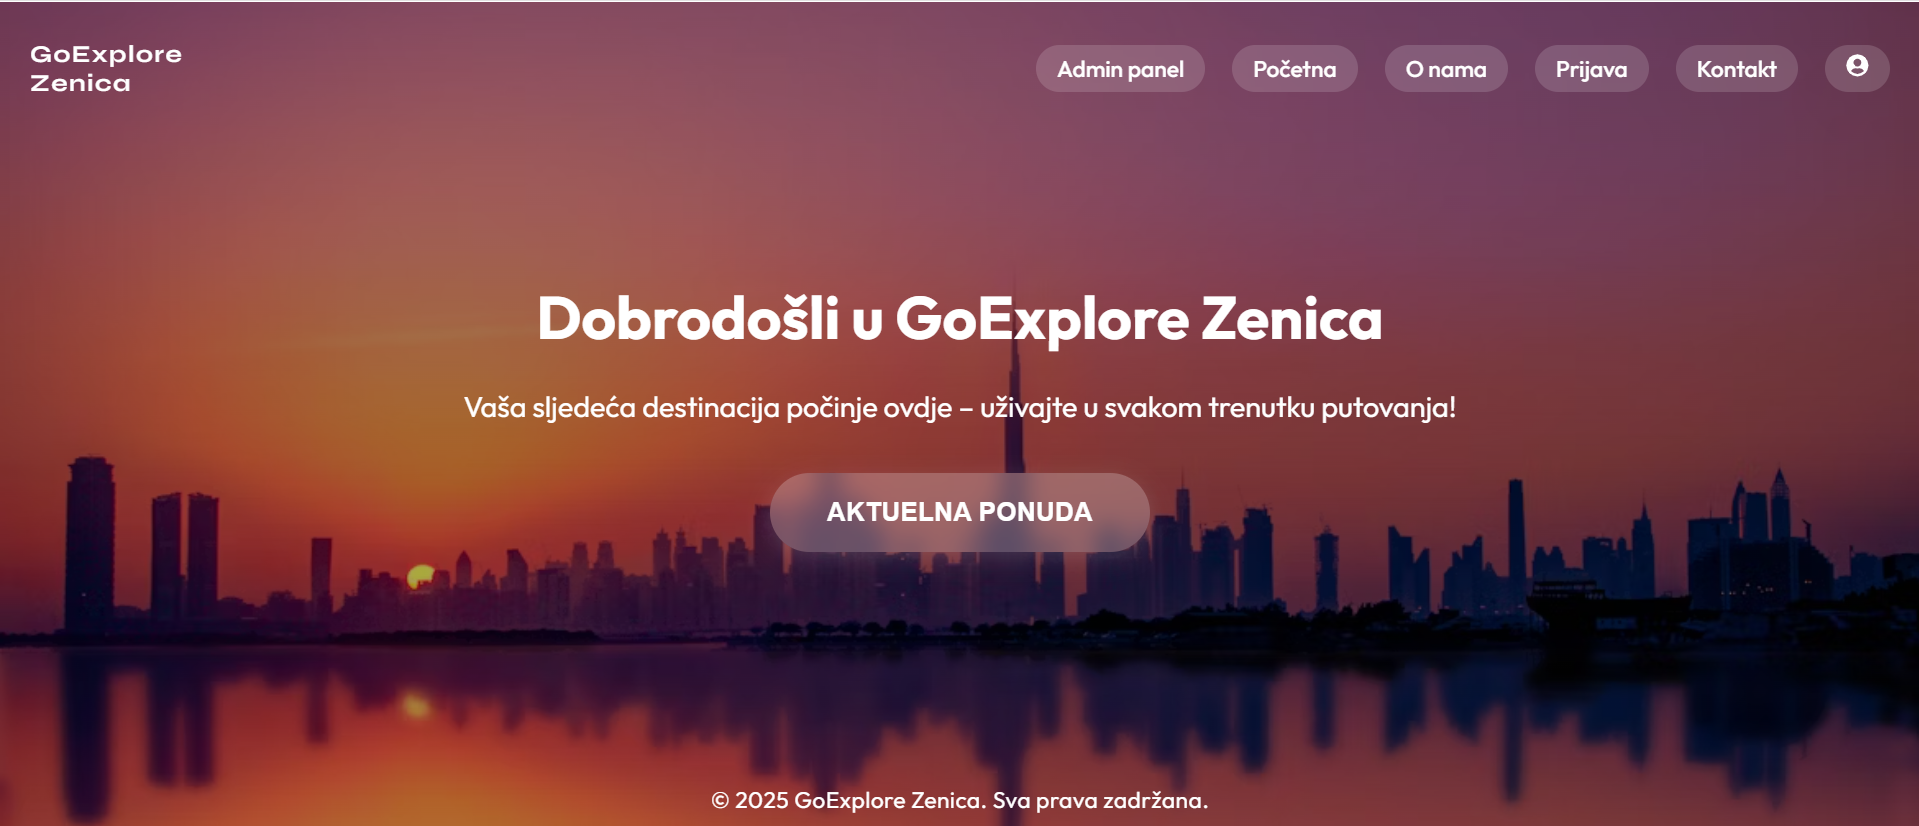 GoExplore
Zenica
Admin panel
Početna
O nama
Prijava
Kontakt
Dobrodošli u GoExplore Zenica
Vaša sljedeća destinacija počinje ovdje – uživajte u svakom trenutku putovanja!
AKTUELNA PONUDA
© 2025 GoExplore Zenica. Sva prava zadržana.